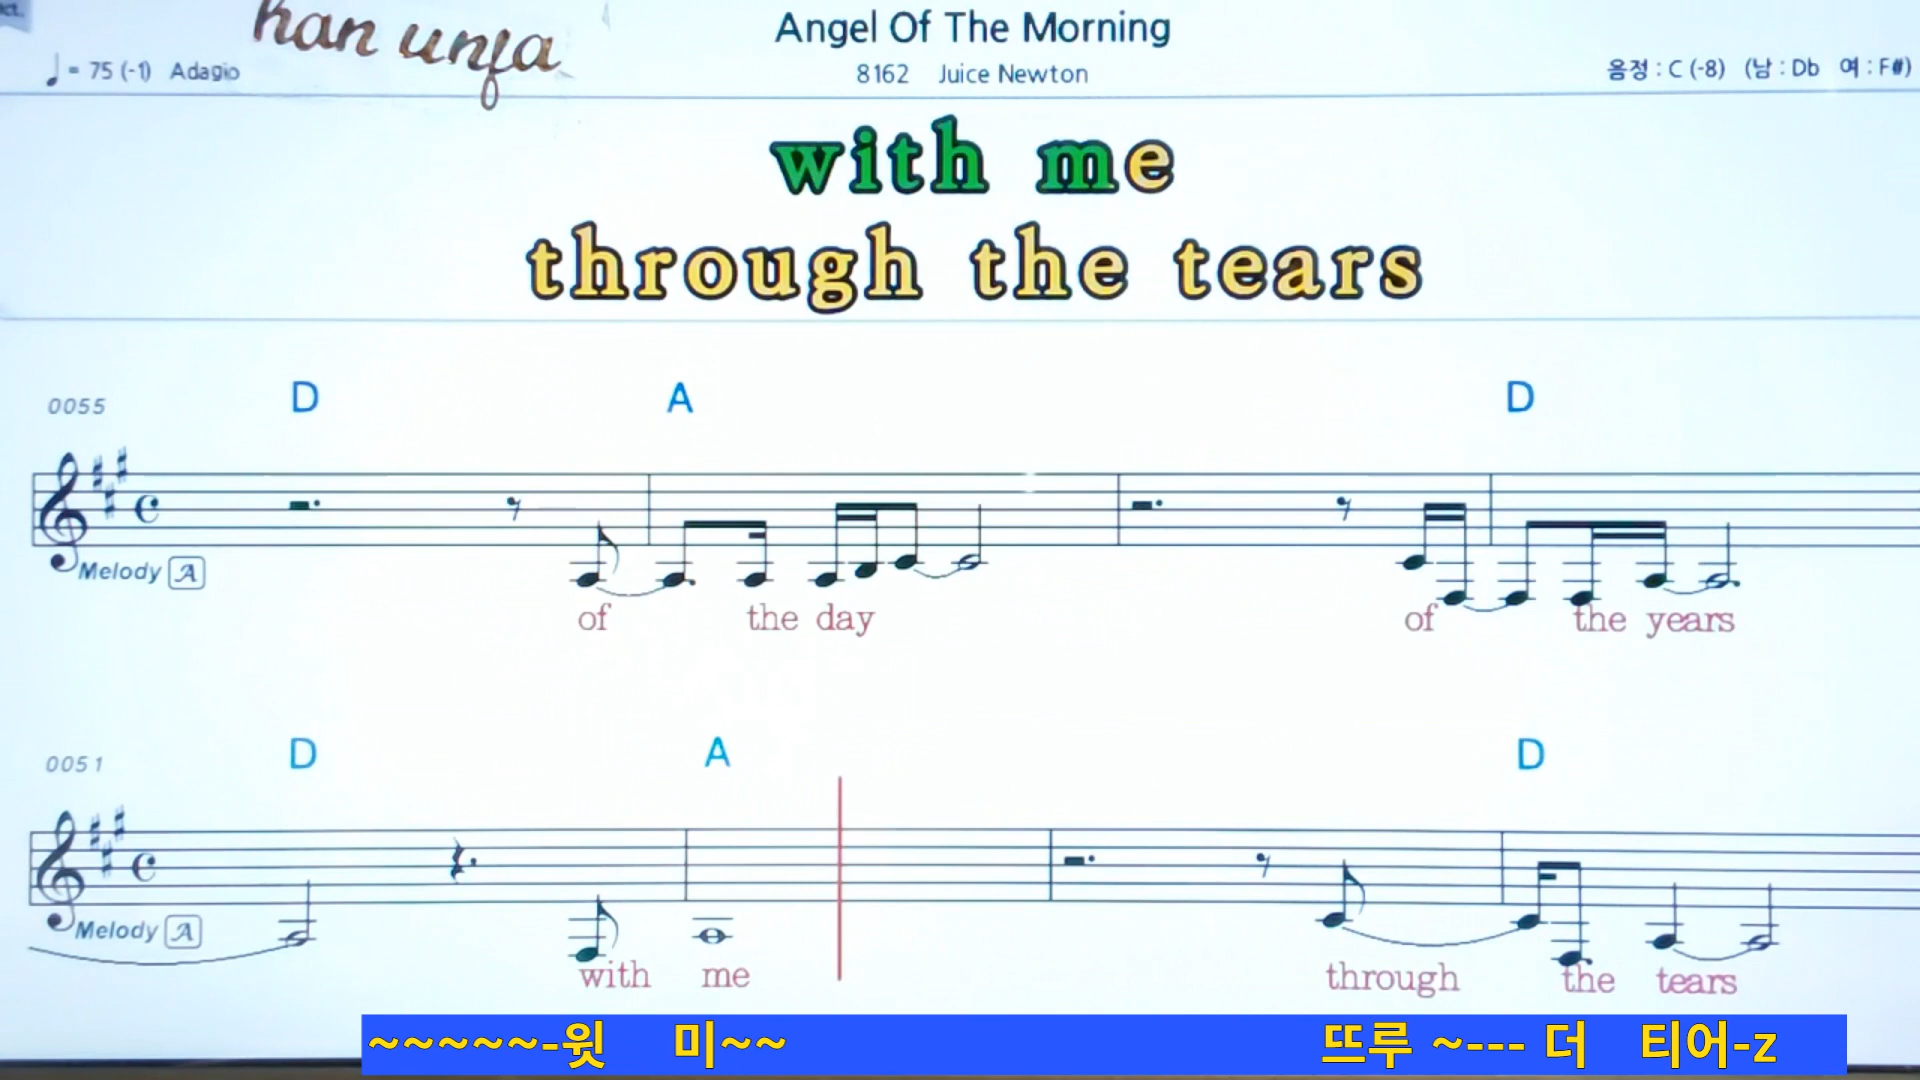 han unfa
Angel Of The Morning
♩ = 75 (-1) Adagio
8162 Juice Newton
음정 : C (-8) (남 : Db 여 : F#)
with me
through the tears
0055 D A D
Melody A
of the day of the years
0051 D A D
Melody A
with me through the tears
~~~~~-윗 미~~ 뜨루 ~--- 더 티어-z